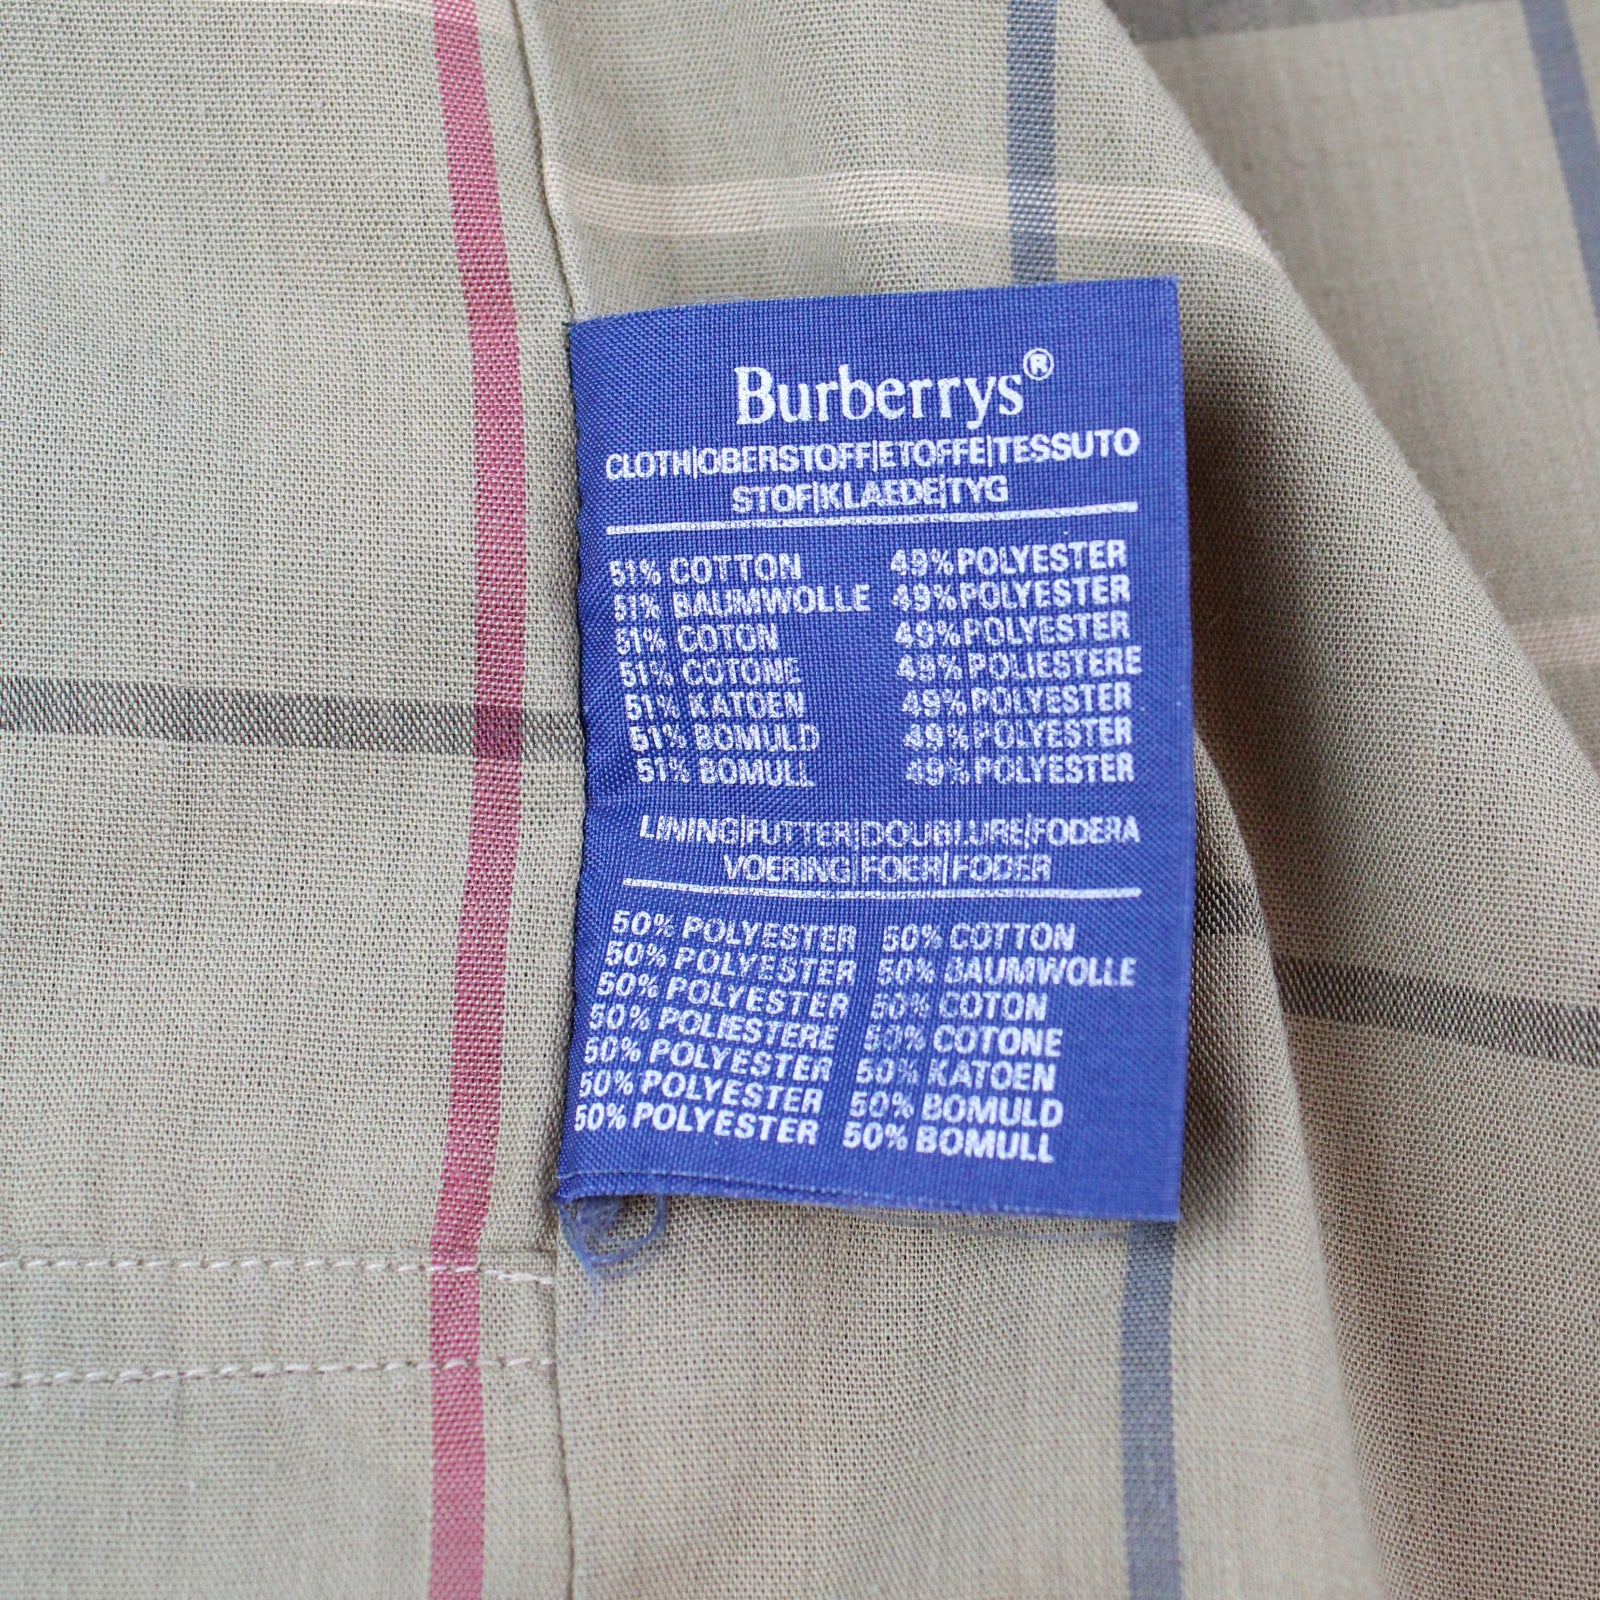 Burberrys®
CLOTH|OBERSTOFF|ETOFFE|TESSUTO
STOF|KLAEDE|TYG
51% COTTON 49% POLYESTER
51% BAUMWOLLE 49% POLYESTER
51% COTON 49% POLYESTER
51% COTONE 49% POLIESTERE
51% KATOEN 49% POLYESTER
51% BOMULD 49% POLYESTER
51% BOMULL 49% POLYESTER
LINING|FUTTER|DOUBLURE|FODERA
VOERING|FOER|FODER
50% POLYESTER 50% COTTON
50% POLYESTER 50% BAUMWOLLE
50% POLYESTER 50% COTON
50% POLIESTERE 50% COTONE
50% POLYESTER 50% KATOEN
50% POLYESTER 50% BOMULD
50% POLYESTER 50% BOMULL